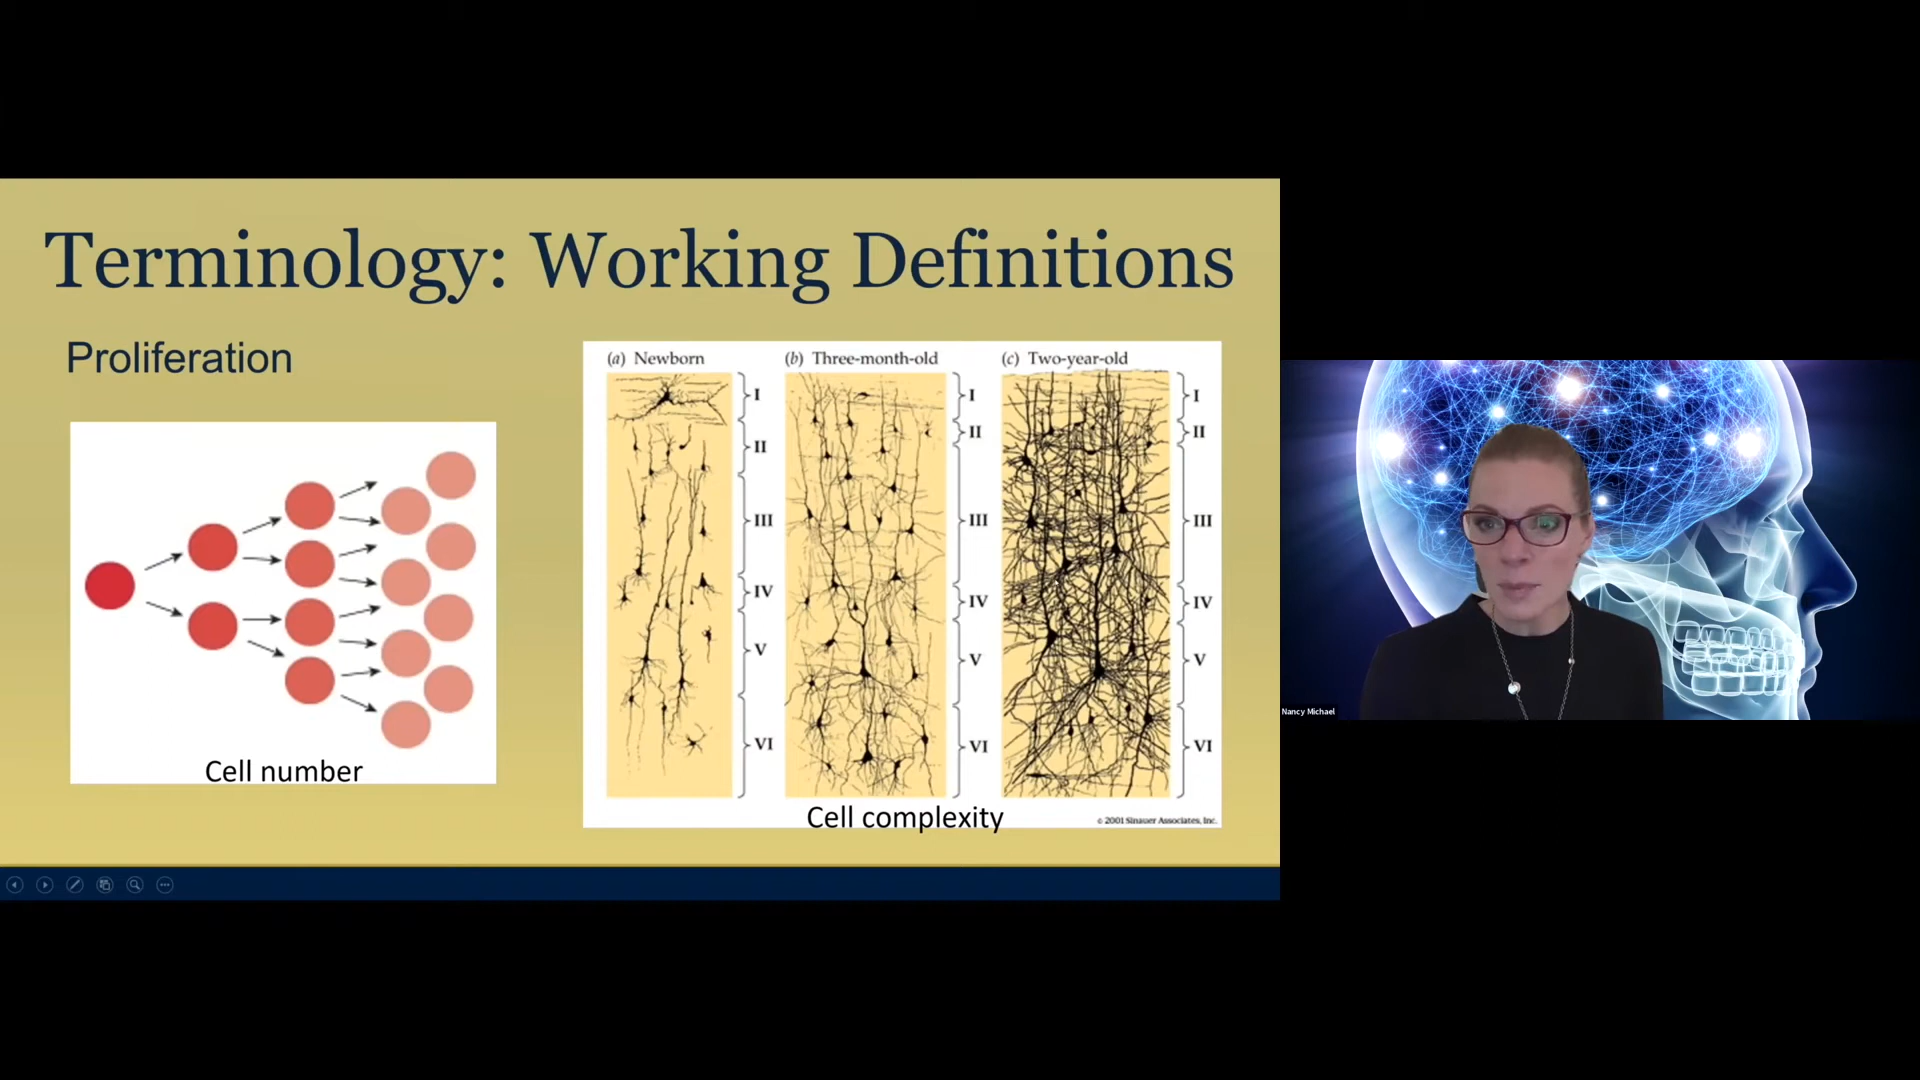 Terminology: Working Definitions
Proliferation
Cell number
(a) Newborn
I
II
III
IV
V
VI
(b) Three-month-old
I
II
III
IV
V
VI
(c) Two-year-old
I
II
III
IV
V
VI
Cell complexity
© 2001 Sinauer Associates, Inc.
Nancy Michael